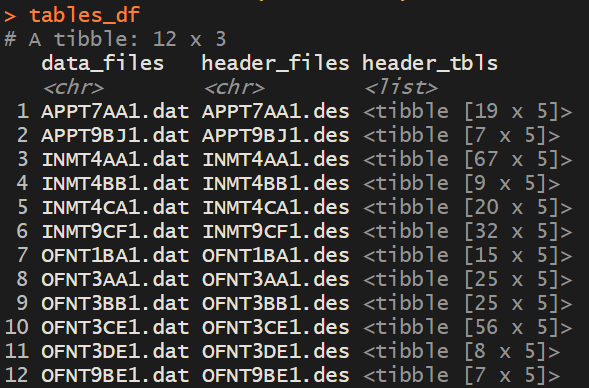 > tables_df
# A tibble: 12 x 3
   data_files   header_files header_tbls
   <chr>        <chr>        <list>
 1 APPT7AA1.dat APPT7AA1.des <tibble [19 x 5]>
 2 APPT9BJ1.dat APPT9BJ1.des <tibble [7 x 5]>
 3 INMT4AA1.dat INMT4AA1.des <tibble [67 x 5]>
 4 INMT4BB1.dat INMT4BB1.des <tibble [9 x 5]>
 5 INMT4CA1.dat INMT4CA1.des <tibble [20 x 5]>
 6 INMT9CF1.dat INMT9CF1.des <tibble [32 x 5]>
 7 OFNT1BA1.dat OFNT1BA1.des <tibble [15 x 5]>
 8 OFNT3AA1.dat OFNT3AA1.des <tibble [25 x 5]>
 9 OFNT3BB1.dat OFNT3BB1.des <tibble [25 x 5]>
10 OFNT3CE1.dat OFNT3CE1.des <tibble [56 x 5]>
11 OFNT3DE1.dat OFNT3DE1.des <tibble [8 x 5]>
12 OFNT9BE1.dat OFNT9BE1.des <tibble [7 x 5]>